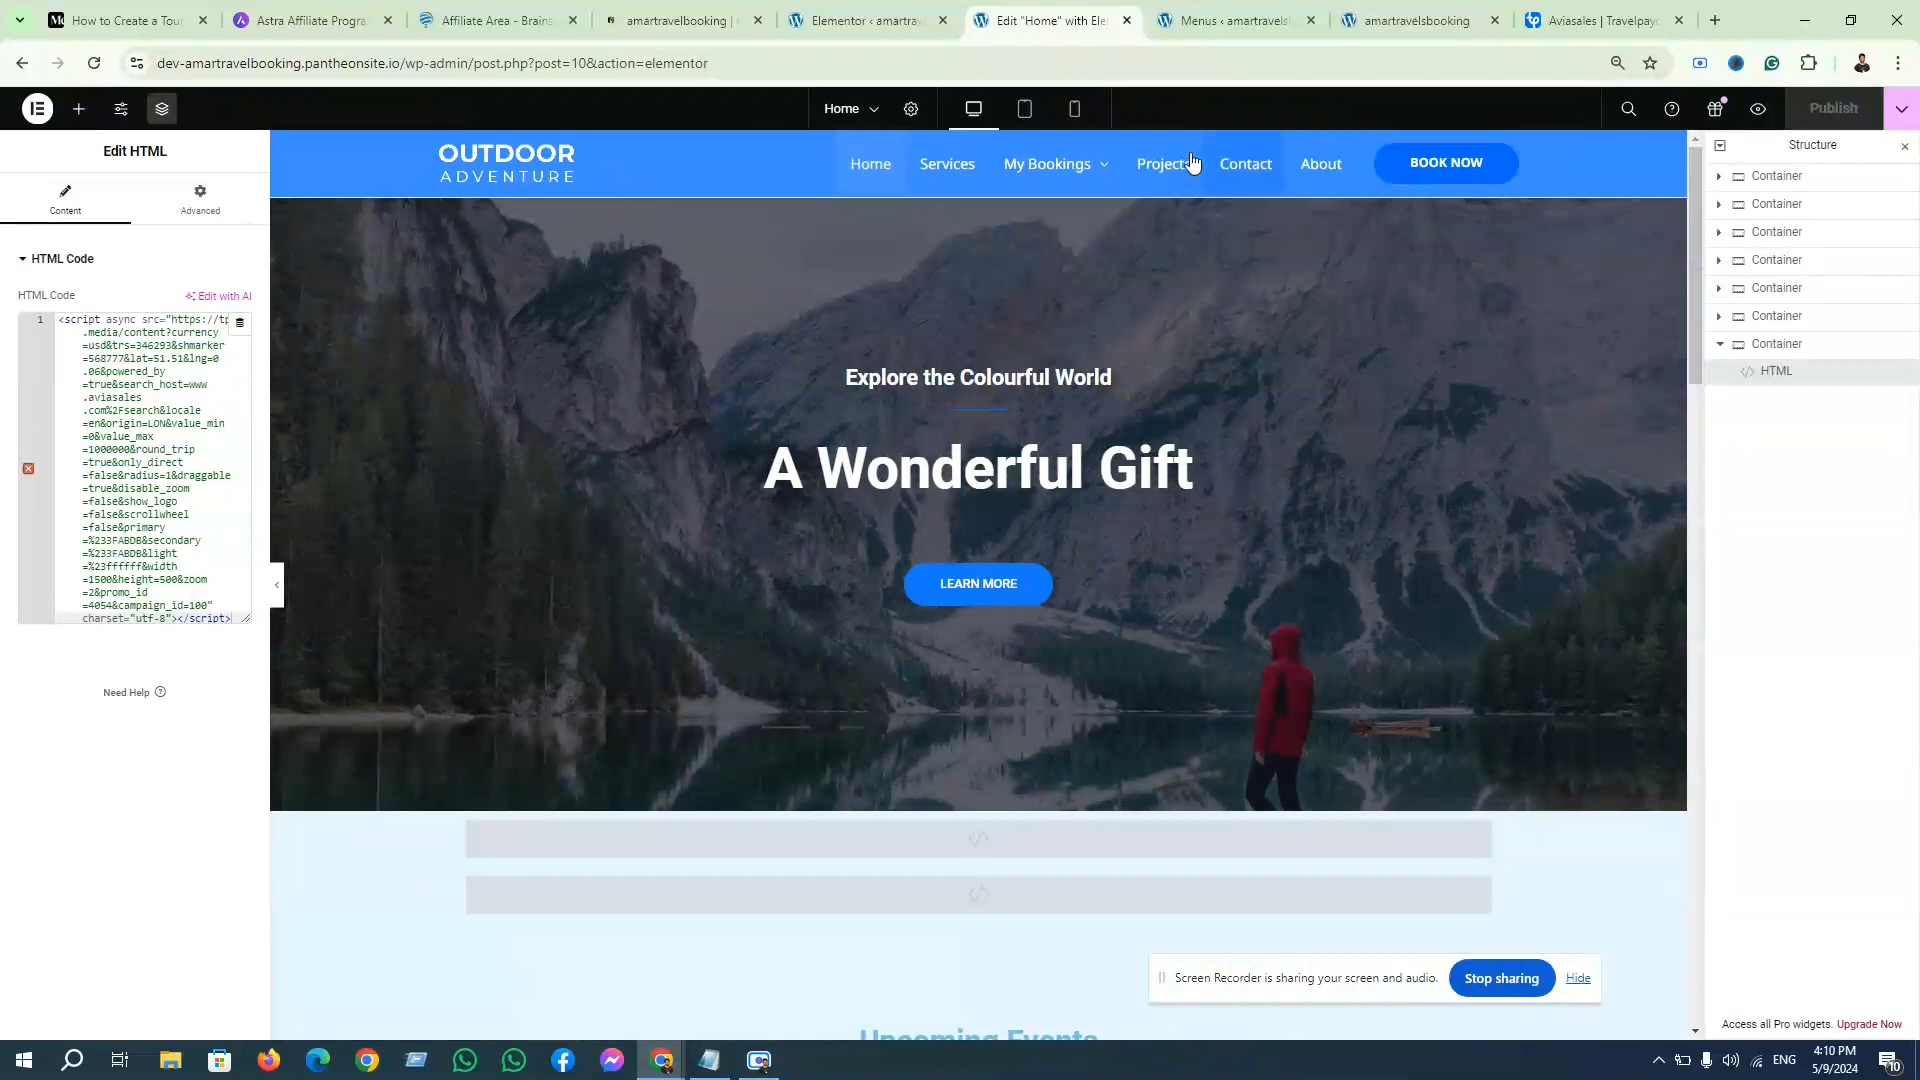 How to Create a Tour
Astra Affiliate Progra
Affiliate Area - Brains
amartravelbooking |
Elementor ‹ amartrav
Edit "Home" with Ele
Menus ‹ amartravels
amartravelsbooking
Aviasales | Travelpay
dev-amartravelbooking.pantheonsite.io/wp-admin/post.php?post=10&action=elementor
Home
Publish
Edit HTML
Content
Advanced
HTML Code
HTML Code
Edit with AI
1
<script async src="https://tp
.media/content?currency
=usd&trs=346293&shmarker
=568777&lat=51.51&lng=0
.06&powered_by
=true&search_host=www
.aviasales
.com%2Fsearch&locale
=en&origin=LON&value_min
=0&value_max
=1000000&round_trip
=true&only_direct
=false&radius=1&draggable
=true&disable_zoom
=false&show_logo
=false&scrollwheel
=false&primary
=%233FABDB&secondary
=%233FABDB&light
=%23ffffff&width
=1500&height=500&zoom
=2&promo_id
=4054&campaign_id=100"
charset="utf-8"></script>
Need Help
OUTDOOR
ADVENTURE
Home
Services
My Bookings
Project
Contact
About
BOOK NOW
Explore the Colourful World
A Wonderful Gift
LEARN MORE
Upcoming Events
Screen Recorder is sharing your screen and audio.
Stop sharing
Hide
Structure
Container
Container
Container
Container
Container
Container
Container
HTML
Access all Pro widgets. Upgrade Now
ENG
4:10 PM
5/9/2024
10